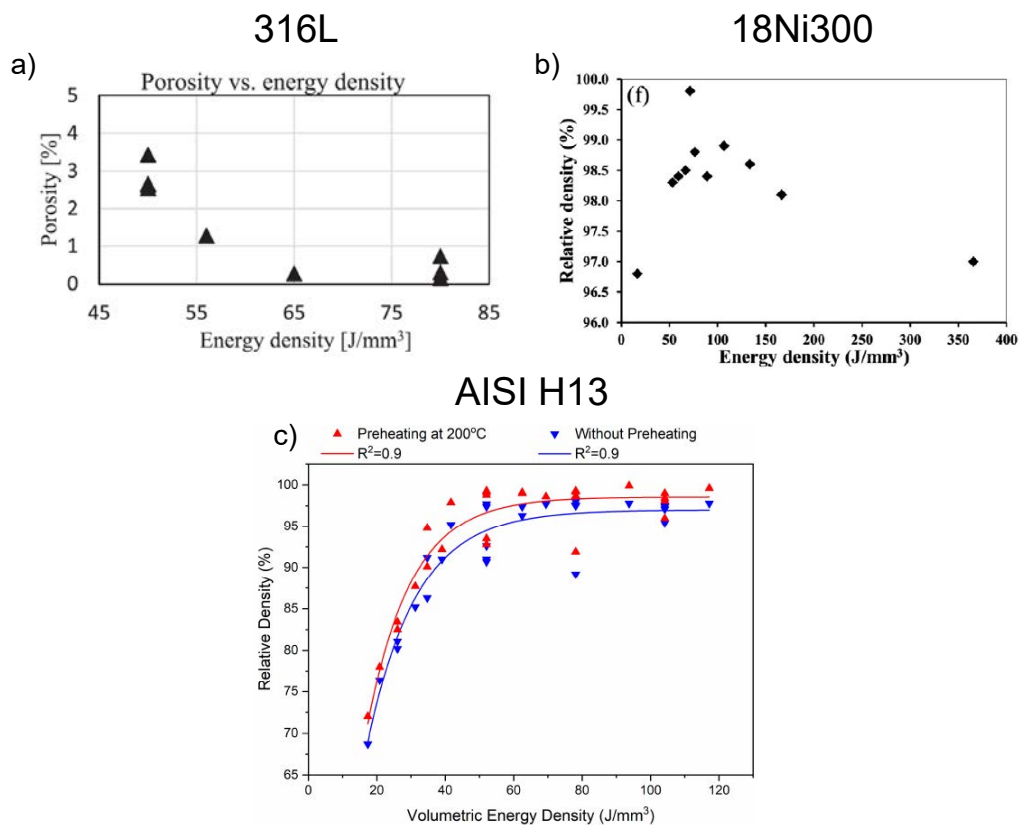 316L
18Ni300
a)
b)
Porosity vs. energy density
5
4
3
2
1
0
Porosity [%]
45
55
65
75
85
Energy density [J/mm³]
(f)
100.0
99.5
99.0
98.5
98.0
97.5
97.0
96.5
96.0
Relative density (%)
0
50
100
150
200
250
300
350
400
Energy density (J/mm³)
AISI H13
c)
Preheating at 200ºC
Without Preheating
R²=0.9
R²=0.9
100
95
90
85
80
75
70
65
Relative Density (%)
20
40
60
80
100
120
Volumetric Energy Density (J/mm³)